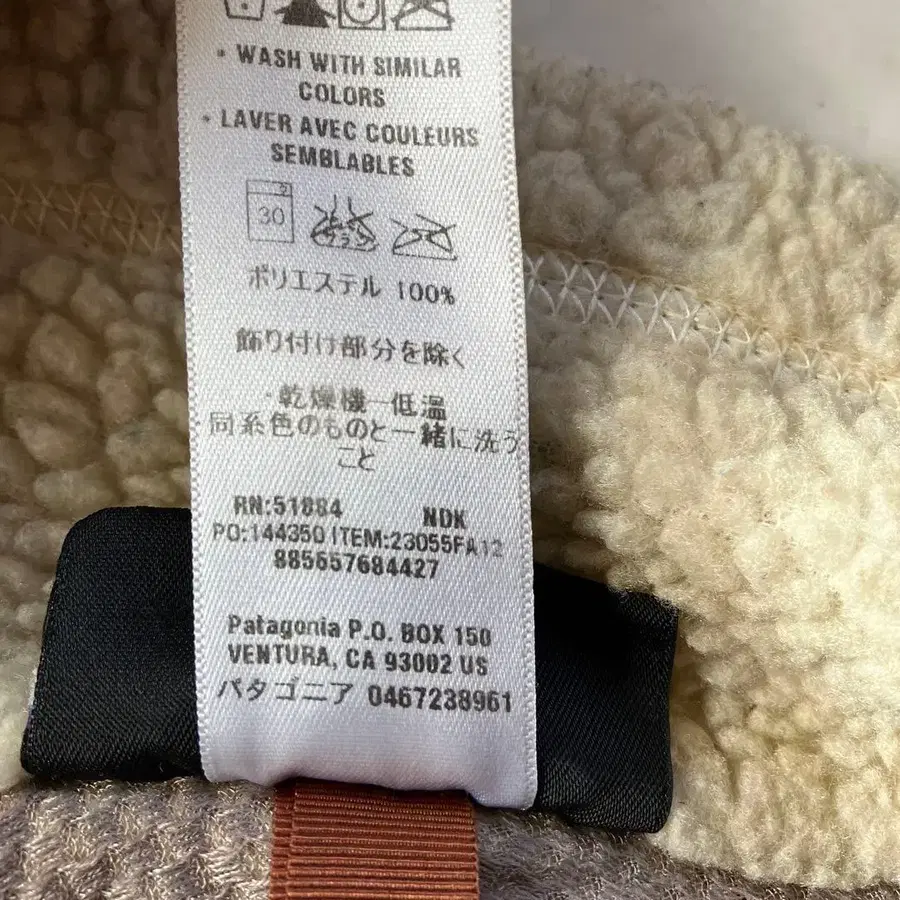 • WASH WITH SIMILAR
COLORS
• LAVER AVEC COULEURS
SEMBLABLES
30
ポリエステル 100%
飾り付け部分を除く
・乾燥機一低温
同系色のものと一緒に洗う
こと
RN:51884 NDK
PO:144350 ITEM:23055FA12
885657684427
Patagonia P.O. BOX 150
VENTURA, CA 93002 US
パタゴニア 0467238961